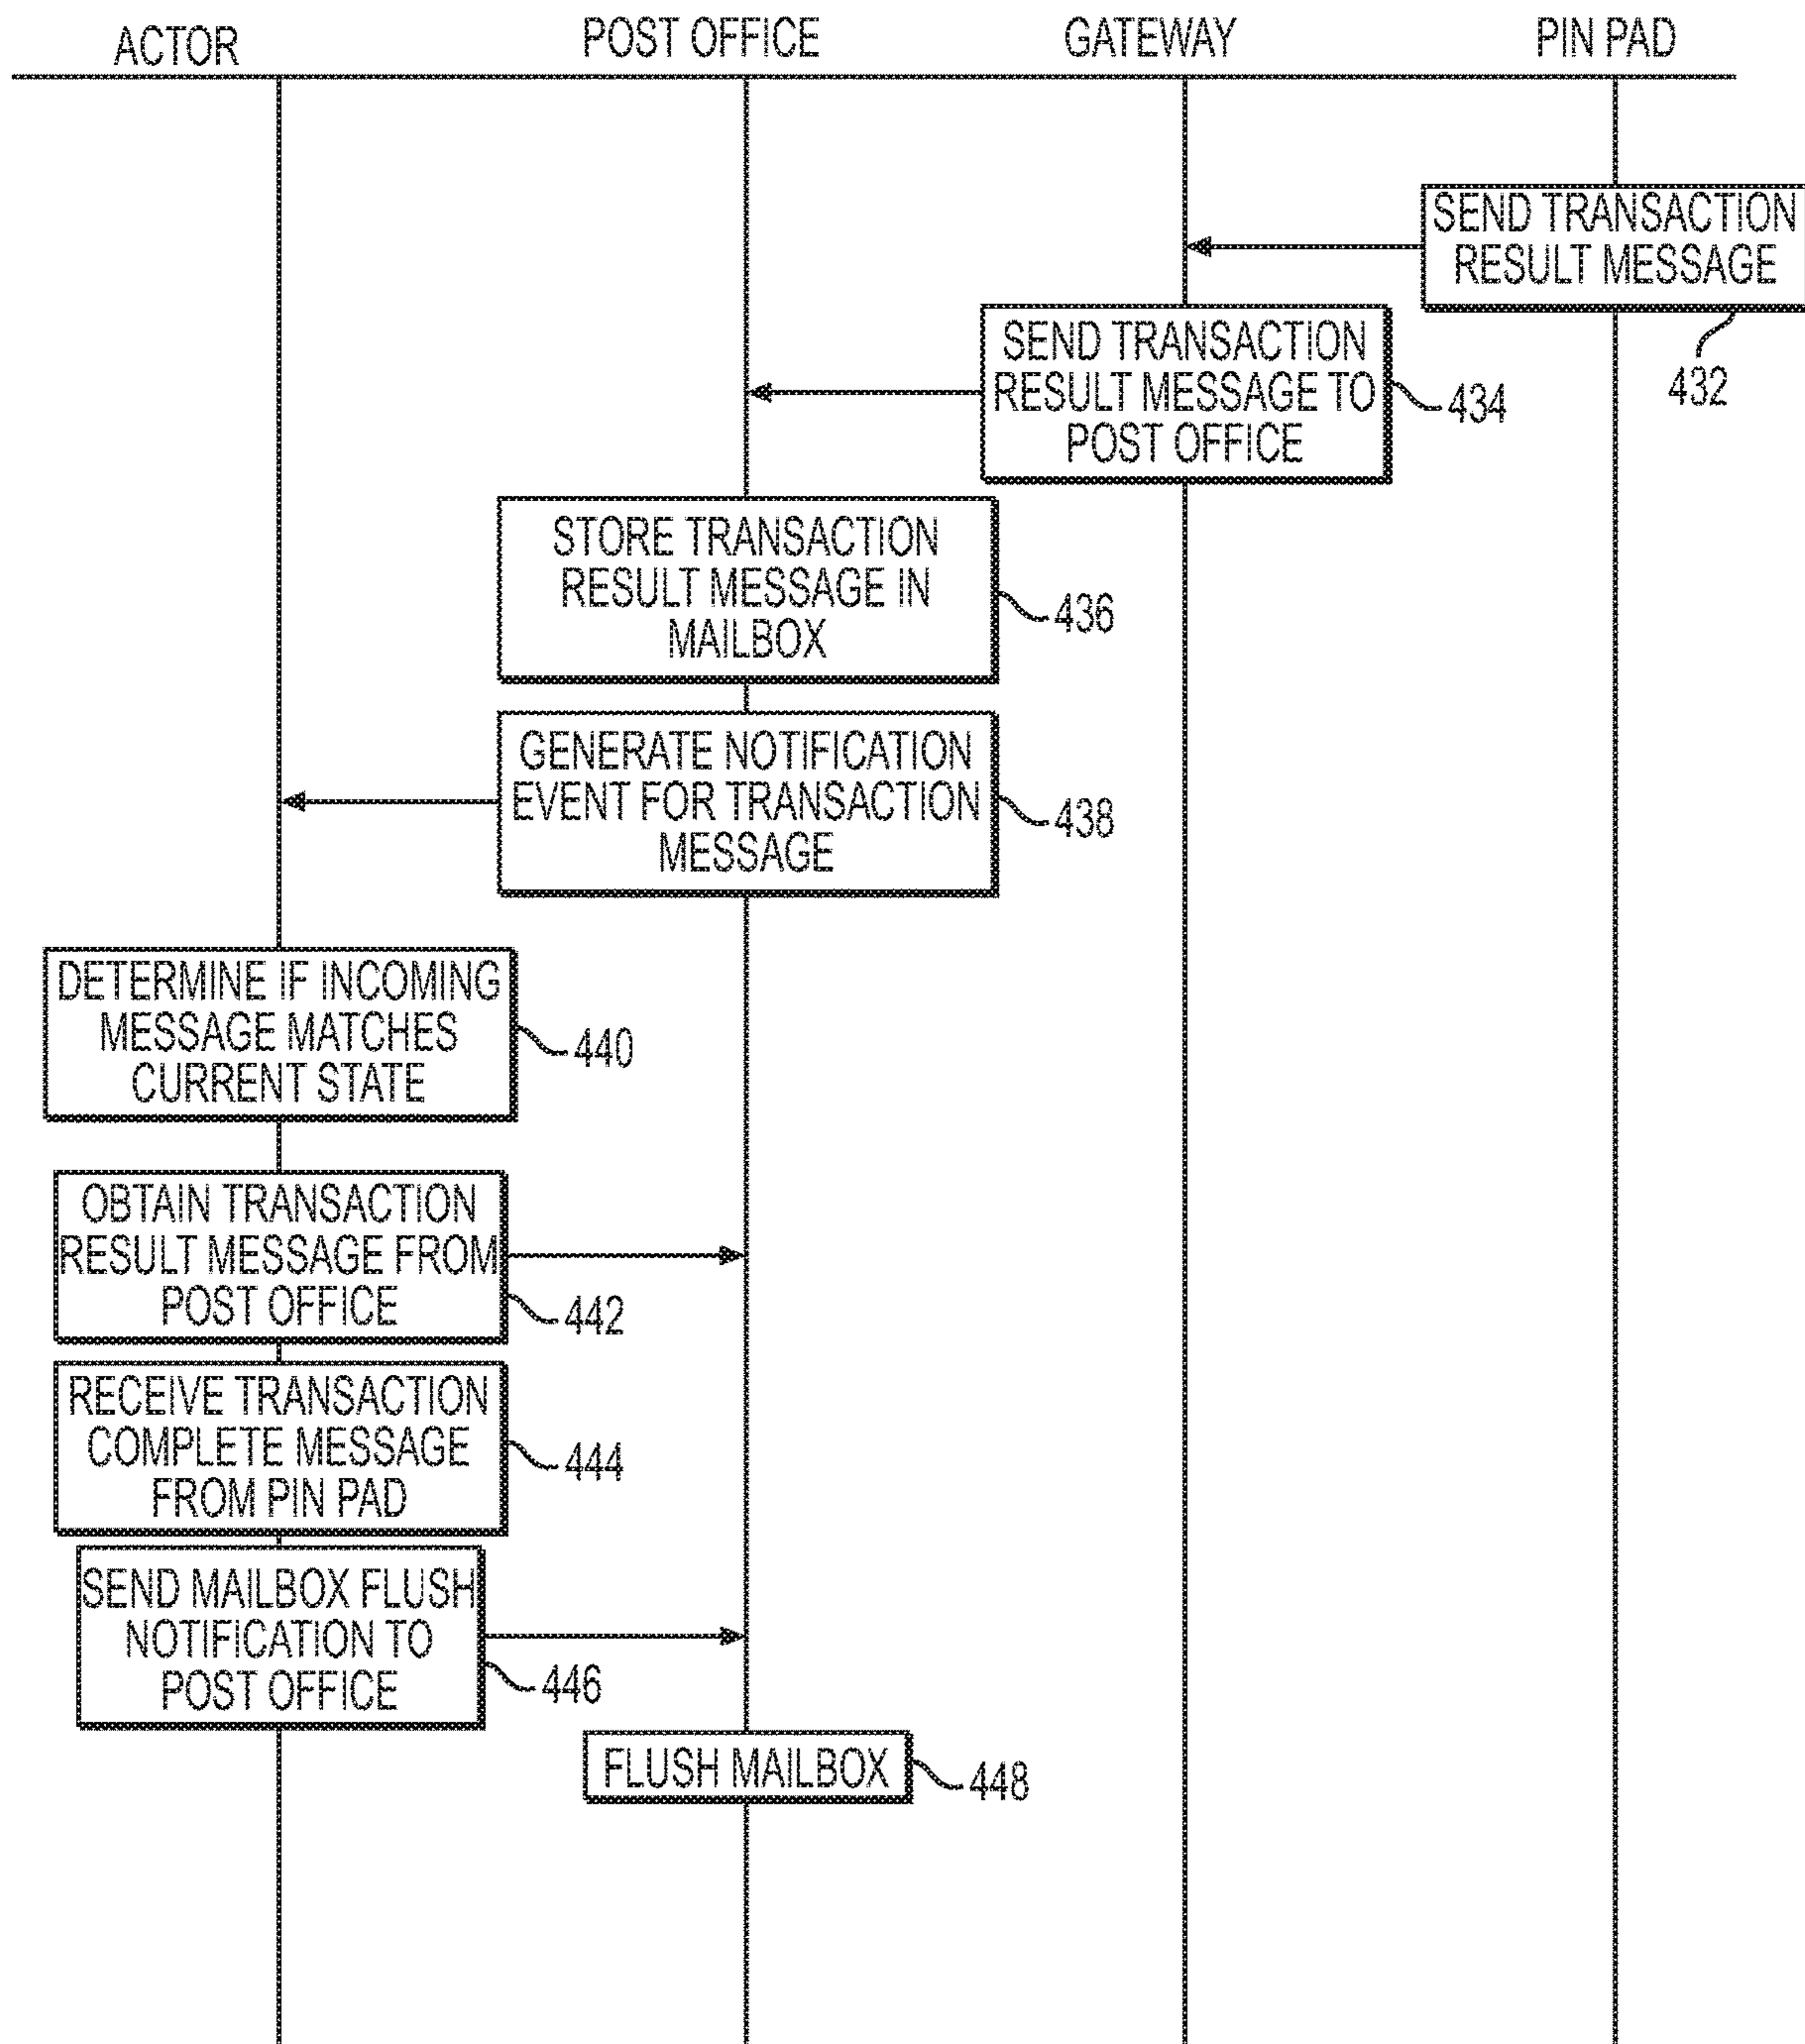 ACTOR
POST OFFICE
GATEWAY
PIN PAD
SEND TRANSACTION
RESULT MESSAGE
432
SEND TRANSACTION
RESULT MESSAGE TO
POST OFFICE
434
STORE TRANSACTION
RESULT MESSAGE IN
MAILBOX
436
GENERATE NOTIFICATION
EVENT FOR TRANSACTION
MESSAGE
438
DETERMINE IF INCOMING
MESSAGE MATCHES
CURRENT STATE
440
OBTAIN TRANSACTION
RESULT MESSAGE FROM
POST OFFICE
442
RECEIVE TRANSACTION
COMPLETE MESSAGE
FROM PIN PAD
444
SEND MAILBOX FLUSH
NOTIFICATION TO
POST OFFICE
446
FLUSH MAILBOX
448